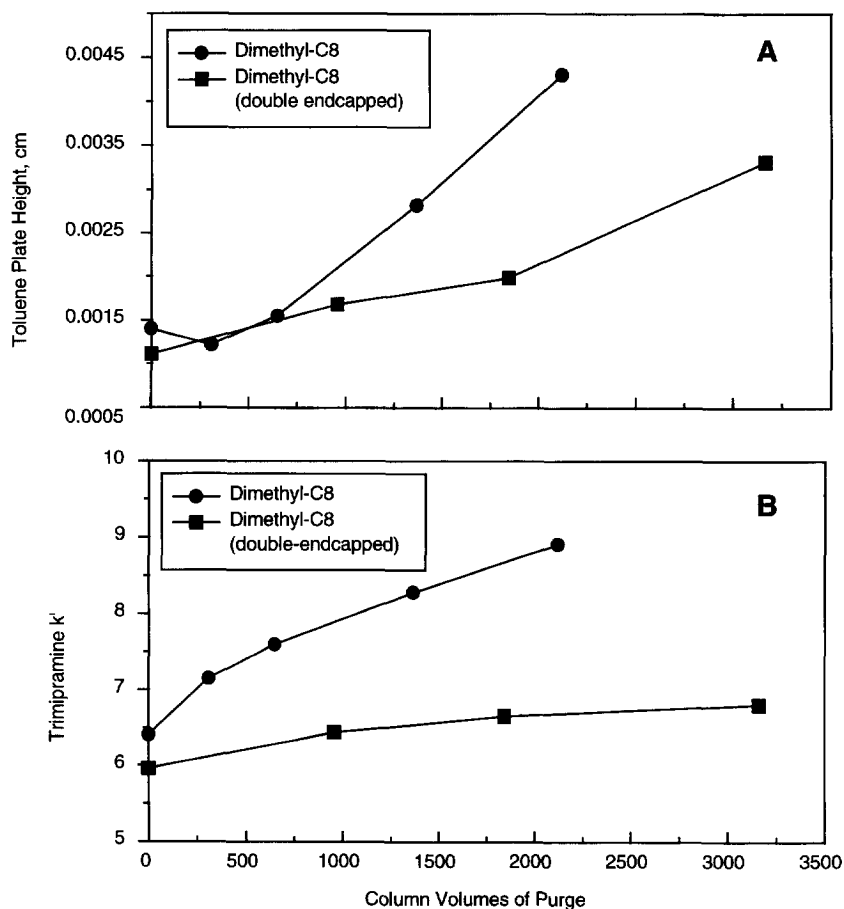 A
Dimethyl-C8
Dimethyl-C8
(double endcapped)
Toluene Plate Height, cm
0.0045
0.0035
0.0025
0.0015
0.0005
B
Dimethyl-C8
Dimethyl-C8
(double-endcapped)
Trimipramine k'
10
9
8
7
6
5
0 500 1000 1500 2000 2500 3000 3500
Column Volumes of Purge